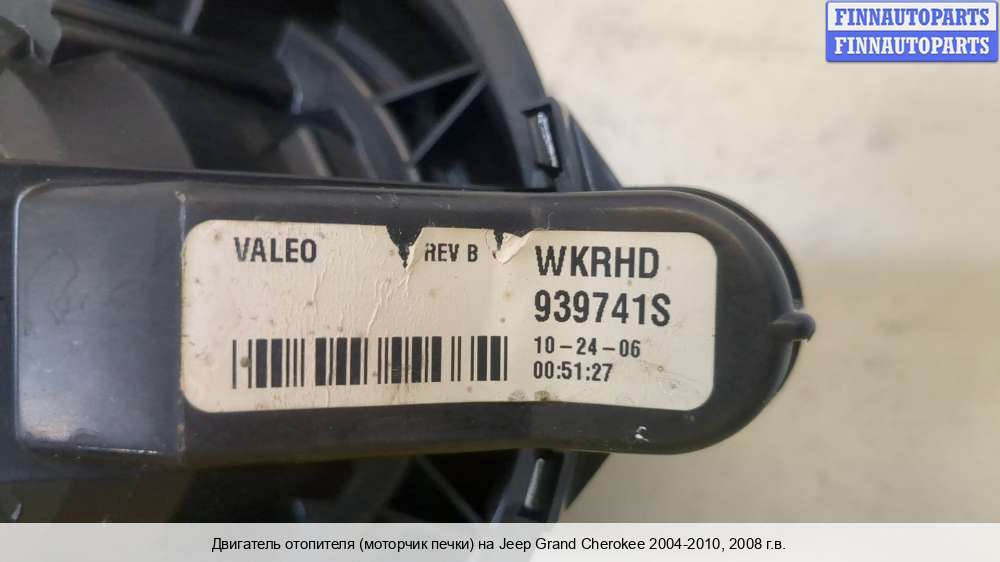 FINNAUTOPARTS
FINNAUTOPARTS
VALEO
REV B
WKRHD
939741S
10-24-06
00:51:27
Двигатель отопителя (моторчик печки) на Jeep Grand Cherokee 2004-2010, 2008 г.в.